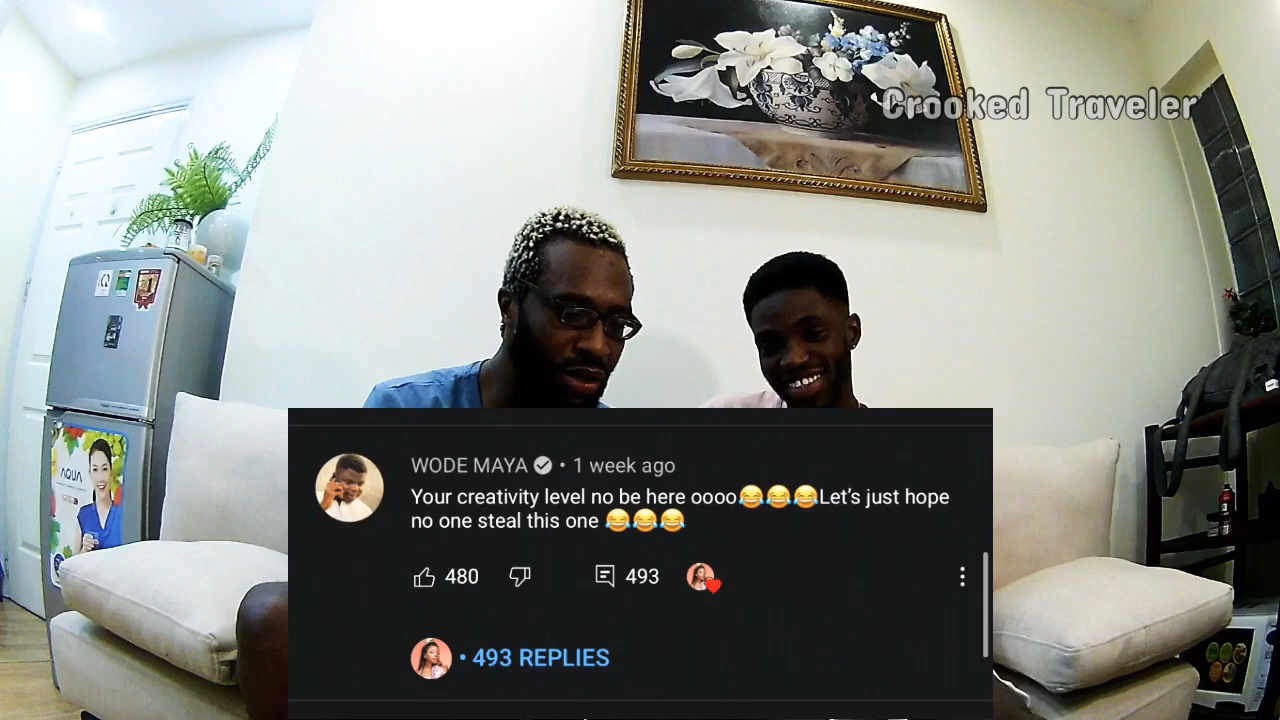 Crooked Traveler
AQUA
WODE MAYA • 1 week ago
Your creativity level no be here oooo😂😂😂Let's just hope
no one steal this one 😂😂😂
480
493
• 493 REPLIES